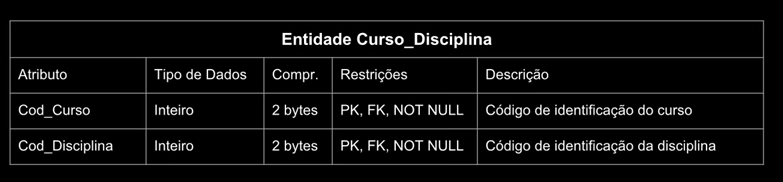 Entidade Curso_Disciplina
Atributo Tipo de Dados Compr. Restrições Descrição
Cod_Curso Inteiro 2 bytes PK, FK, NOT NULL Código de identificação do curso
Cod_Disciplina Inteiro 2 bytes PK, FK, NOT NULL Código de identificação da disciplina